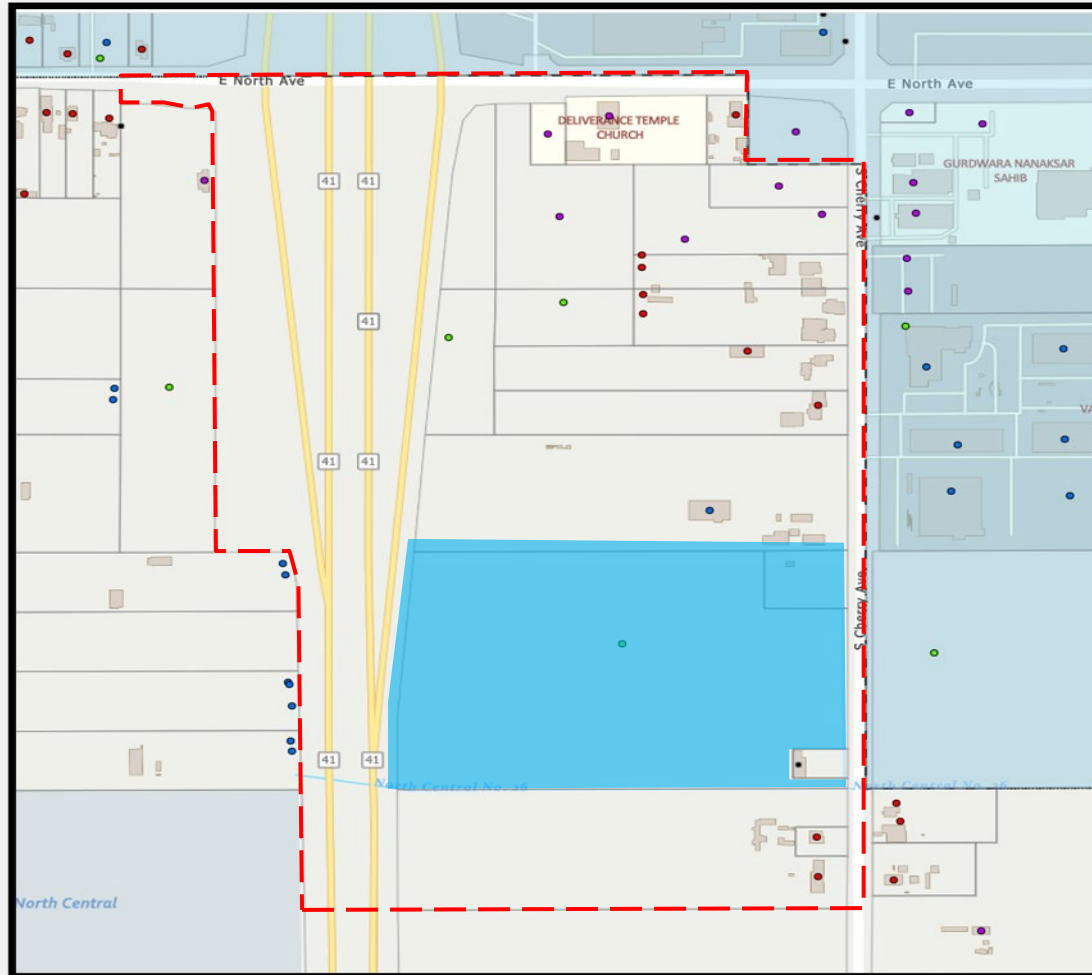 E North Ave
E North Ave
DELIVERANCE TEMPLE
CHURCH
GURDWARA NANAKSAR
SAHIB
S Cherry Ave
41
41
41
VA
41
41
S Cherry Ave
41
41
North Central No. 26
North Central No. 26
North Central